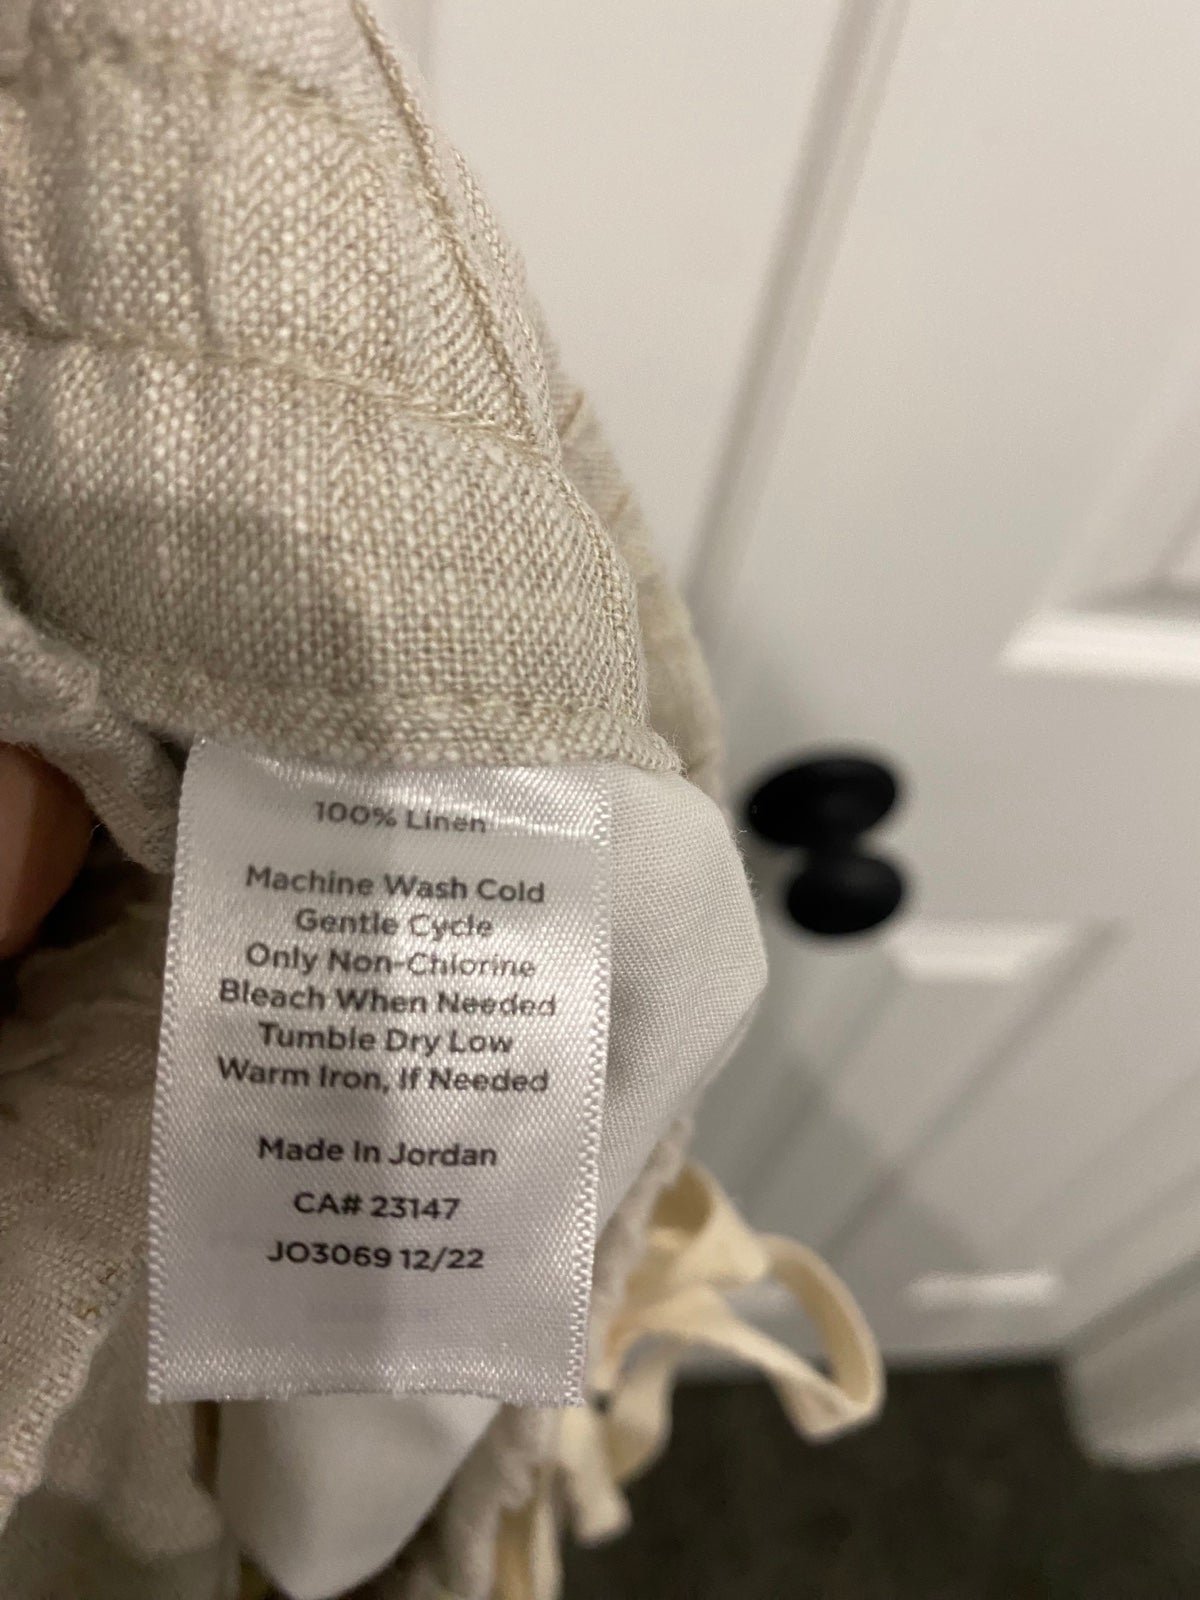 100% Linen
Machine Wash Cold
Gentle Cycle
Only Non-Chlorine
Bleach When Needed
Tumble Dry Low
Warm Iron, If Needed
Made In Jordan
CA# 23147
JO3069 12/22